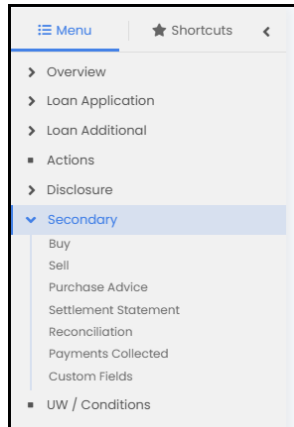 Menu Shortcuts
Overview
Loan Application
Loan Additional
Actions
Disclosure
Secondary
Buy
Sell
Purchase Advice
Settlement Statement
Reconciliation
Payments Collected
Custom Fields
UW / Conditions